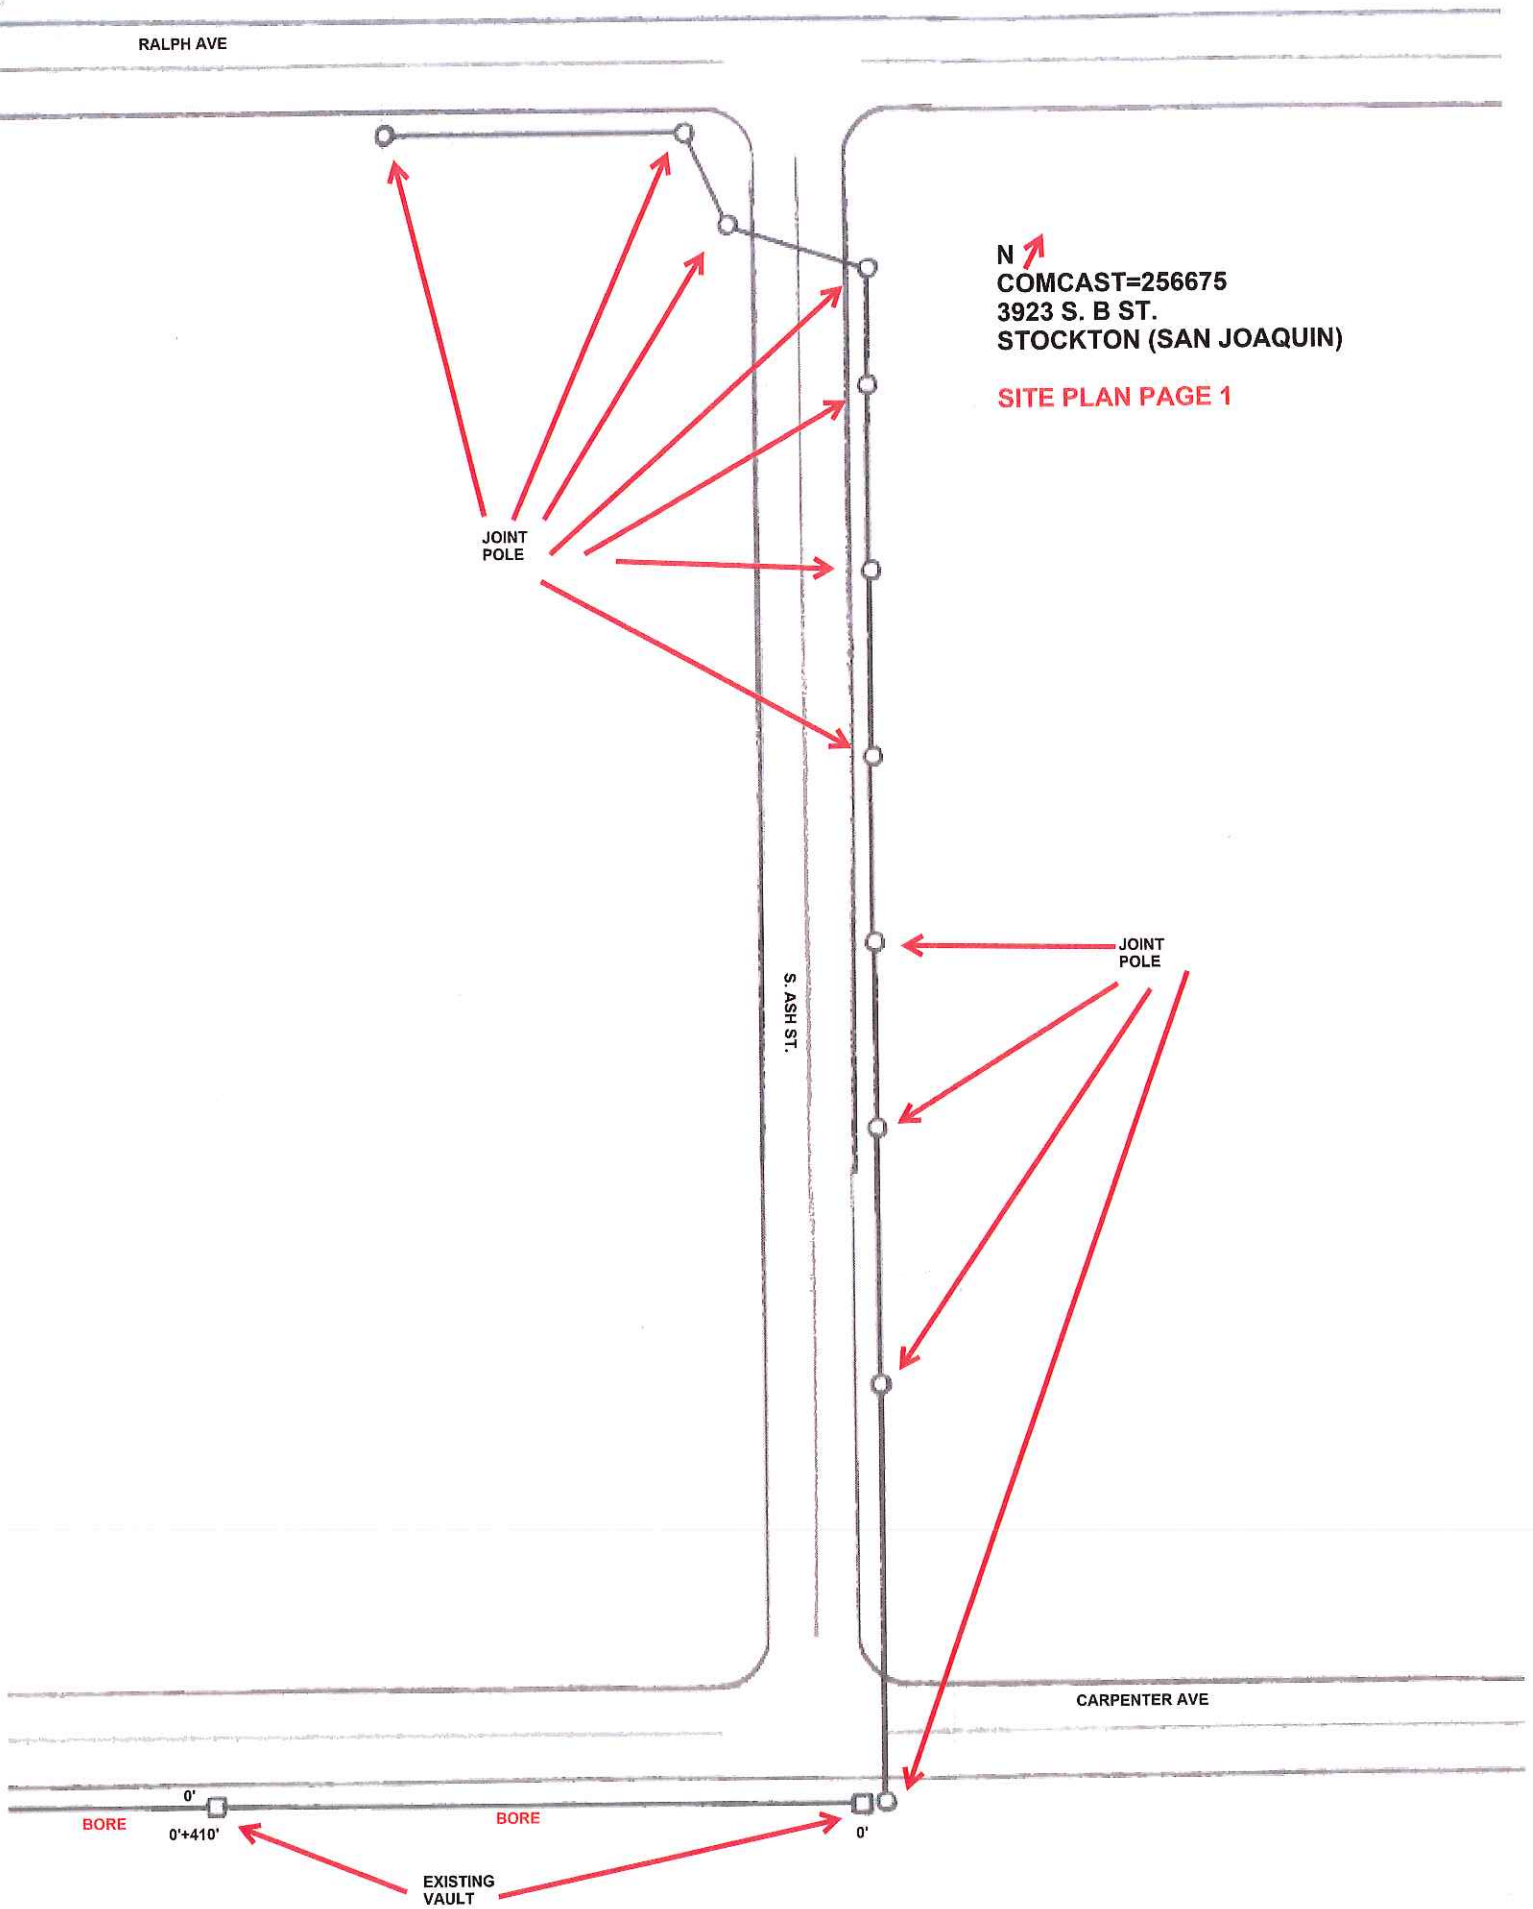 RALPH AVE
N
COMCAST=256675
3923 S. B ST.
STOCKTON (SAN JOAQUIN)
SITE PLAN PAGE 1
JOINT
POLE
JOINT
POLE
S. ASH ST.
CARPENTER AVE
0'
BORE
0'+410'
BORE
0'
EXISTING
VAULT